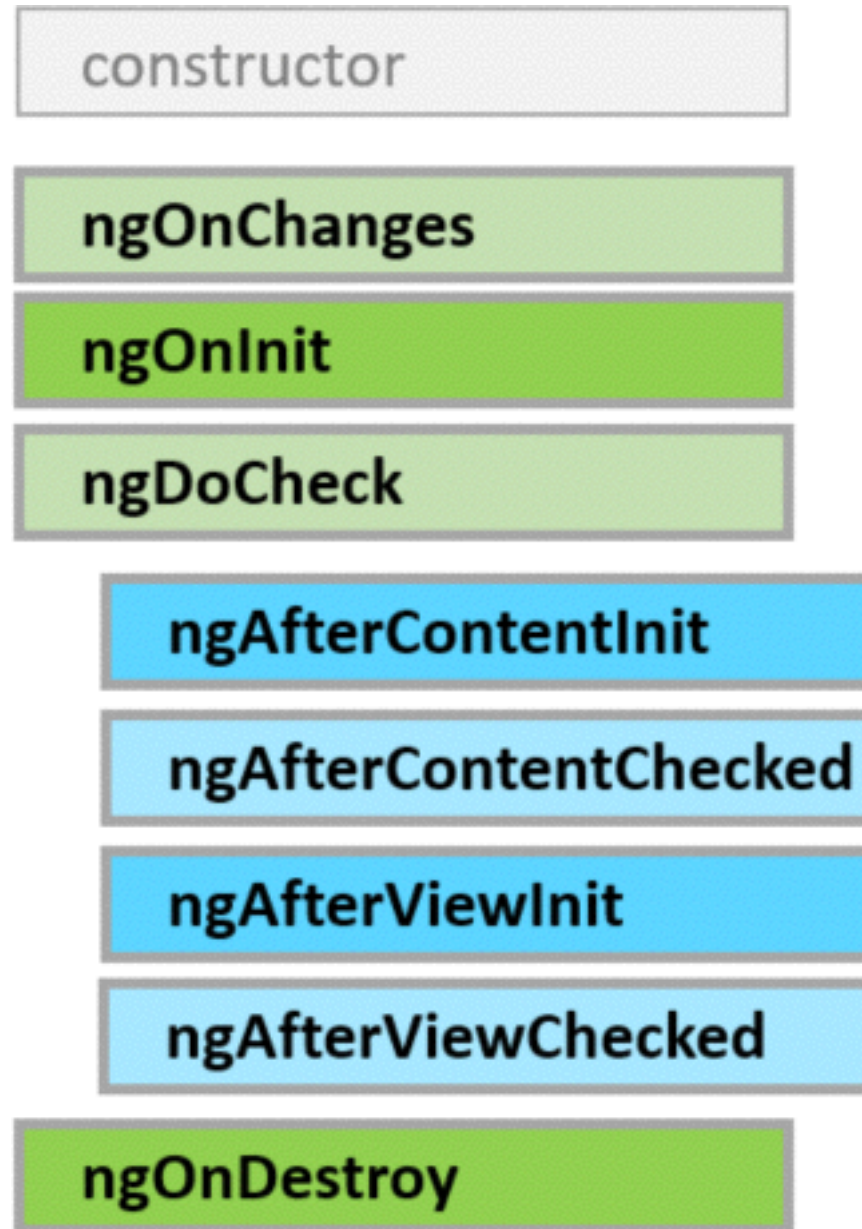 constructor
ngOnChanges
ngOnInit
ngDoCheck
ngAfterContentInit
ngAfterContentChecked
ngAfterViewInit
ngAfterViewChecked
ngOnDestroy